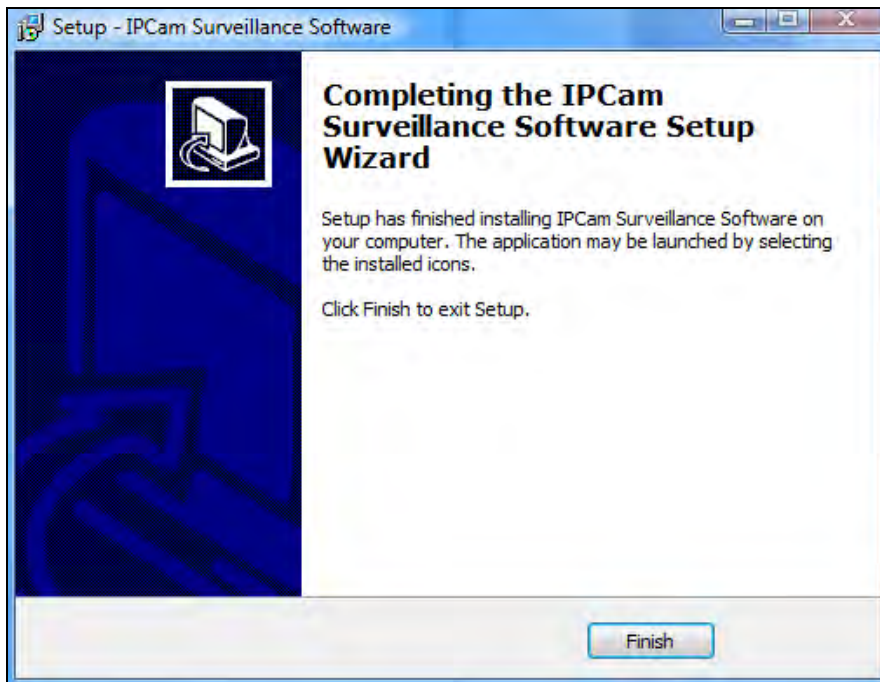 Setup - IPCam Surveillance Software
Completing the IPCam
Surveillance Software Setup
Wizard
Setup has finished installing IPCam Surveillance Software on
your computer. The application may be launched by selecting
the installed icons.
Click Finish to exit Setup.
Finish